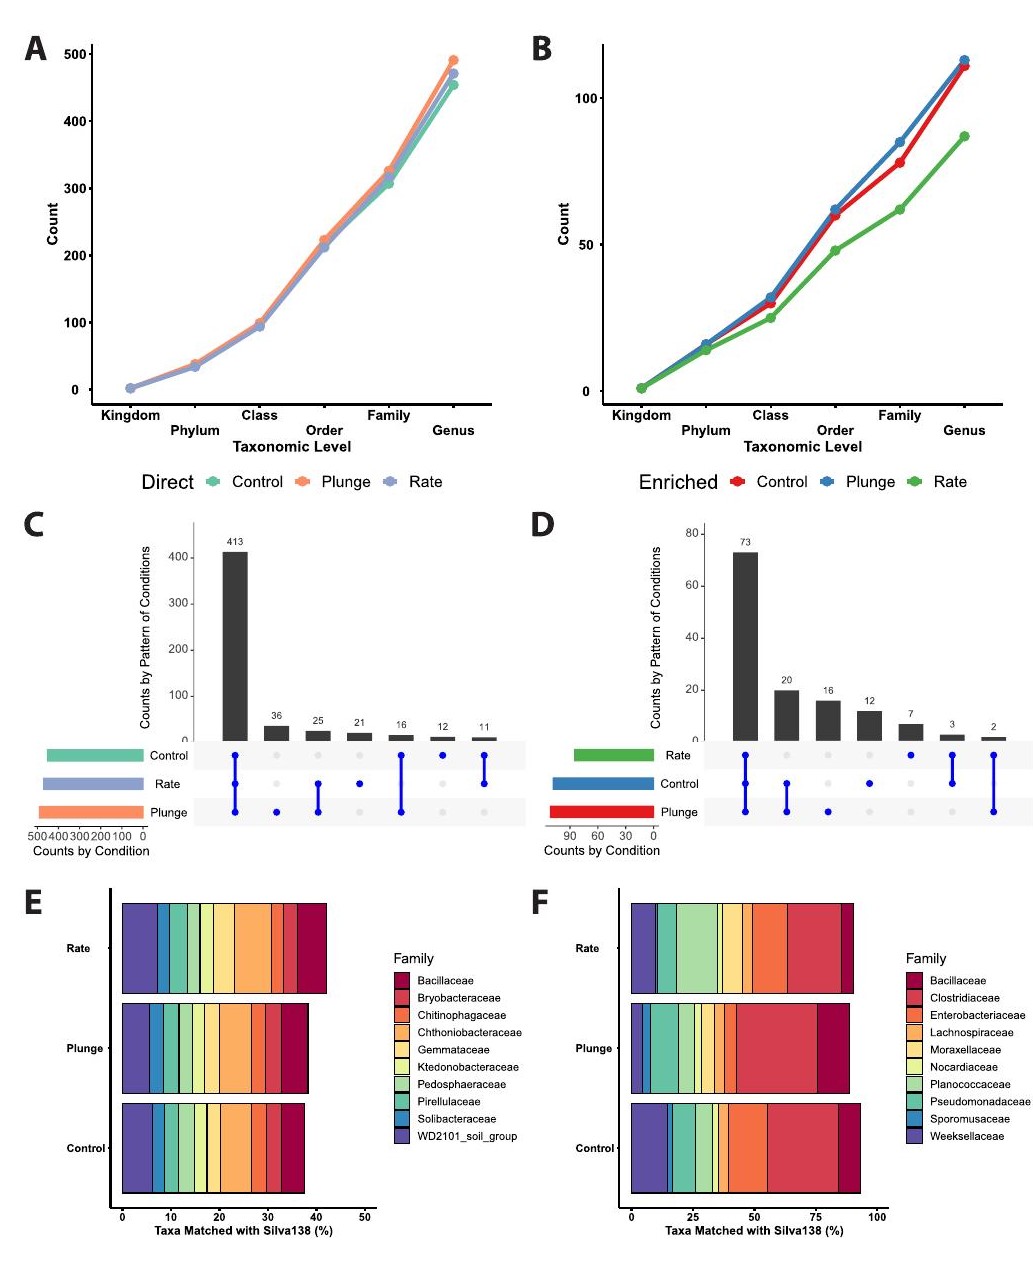 A
B
500
400
300
200
100
0
Count
Kingdom
Phylum
Class
Order
Family
Genus
Taxonomic Level
Direct Control Plunge Rate
100
50
0
Count
Kingdom
Phylum
Class
Order
Family
Genus
Taxonomic Level
Enriched Control Plunge Rate
C
Counts by Pattern of Conditions
400
300
200
100
0
413
36
25
21
16
12
11
Control
Rate
Plunge
500 400 300 200 100 0
Counts by Condition
D
Counts by Pattern of Conditions
80
60
40
20
0
73
20
16
12
7
3
2
Rate
Control
Plunge
90 60 30 0
Counts by Condition
E
Rate
Plunge
Control
0 10 20 30 40 50
Taxa Matched with Silva138 (%)
Family
Bacillaceae
Bryobacteraceae
Chitinophagaceae
Chthoniobacteraceae
Gemmataceae
Ktedonobacteraceae
Pedosphaeraceae
Pirellulaceae
Solibacteraceae
WD2101_soil_group
F
Rate
Plunge
Control
0 25 50 75 100
Taxa Matched with Silva138 (%)
Family
Bacillaceae
Clostridiaceae
Enterobacteriaceae
Lachnospiraceae
Moraxellaceae
Nocardiaceae
Planococcaceae
Pseudomonadaceae
Sporomusaceae
Weeksellaceae